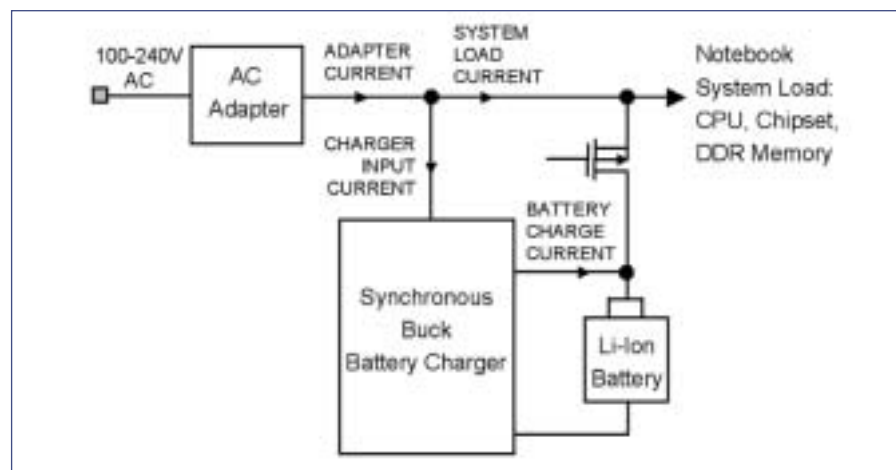 100-240V
AC
AC
Adapter
ADAPTER
CURRENT
SYSTEM
LOAD
CURRENT
Notebook
System Load:
CPU, Chipset,
DDR Memory
CHARGER
INPUT
CURRENT
BATTERY
CHARGE
CURRENT
Synchronous
Buck
Battery Charger
Li-Ion
Battery